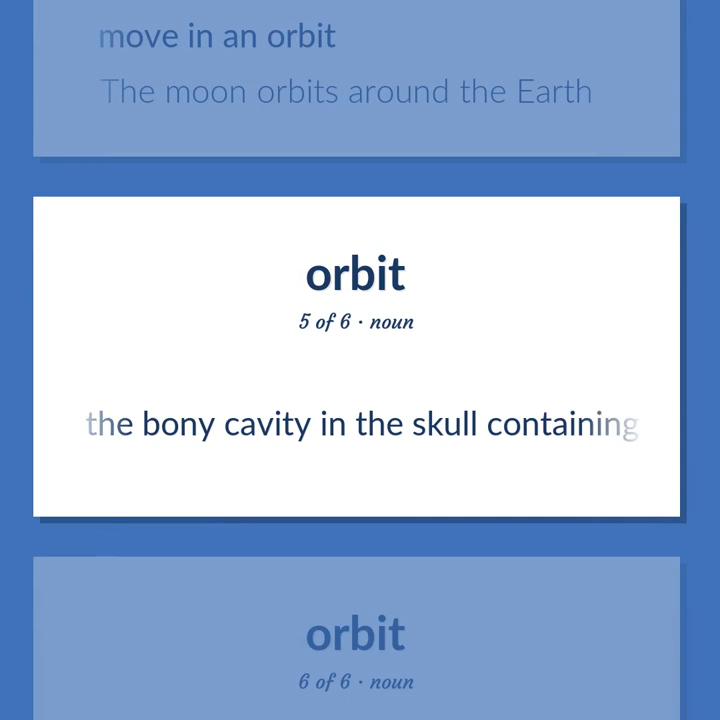 move in an orbit
The moon orbits around the Earth
orbit
5 of 6 · noun
the bony cavity in the skull containing
orbit
6 of 6 · noun